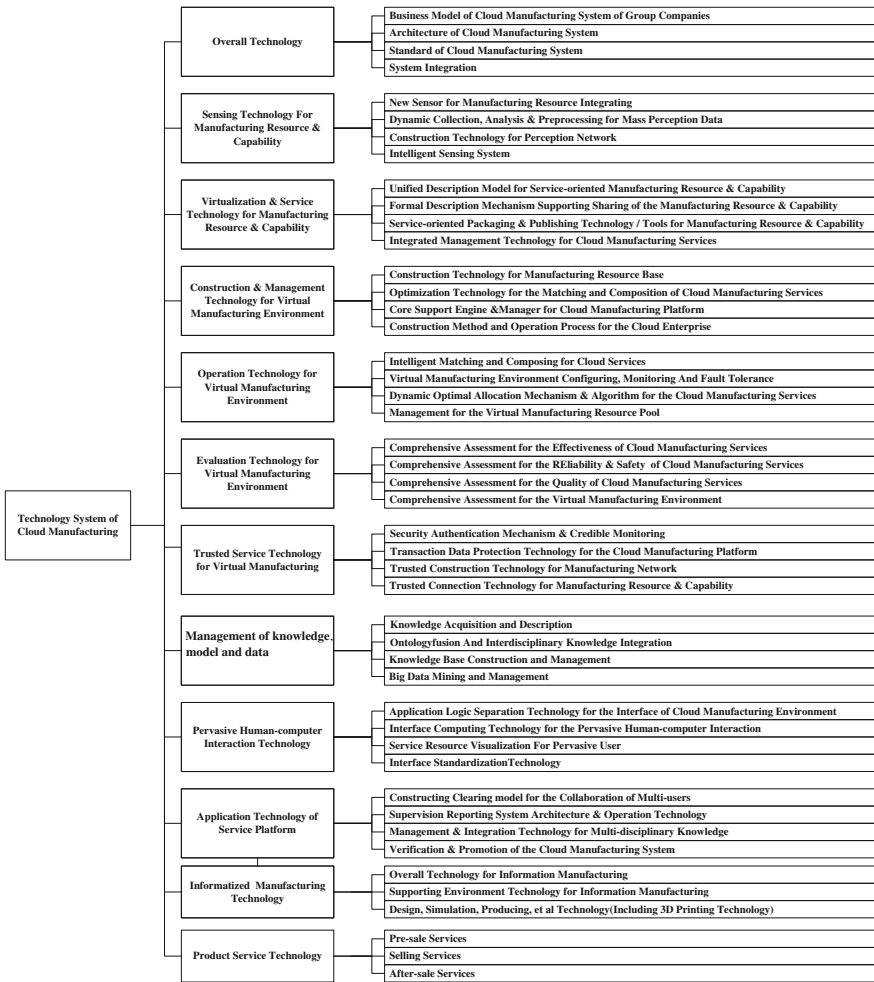 Technology System of
Cloud Manufacturing
Overall Technology
Business Model of Cloud Manufacturing System of Group Companies
Architecture of Cloud Manufacturing System
Standard of Cloud Manufacturing System
System Integration
Sensing Technology For
Manufacturing Resource &
Capability
New Sensor for Manufacturing Resource Integrating
Dynamic Collection, Analysis & Preprocessing for Mass Perception Data
Construction Technology for Perception Network
Intelligent Sensing System
Virtualization & Service
Technology for Manufacturing
Resource & Capability
Unified Description Model for Service-oriented Manufacturing Resource & Capability
Formal Description Mechanism Supporting Sharing of the Manufacturing Resource & Capability
Service-oriented Packaging & Publishing Technology / Tools for Manufacturing Resource & Capability
Integrated Management Technology for Cloud Manufacturing Services
Construction & Management
Technology for Virtual
Manufacturing Environment
Construction Technology for Manufacturing Resource Base
Optimization Technology for the Matching and Composition of Cloud Manufacturing Services
Core Support Engine &Manager for Cloud Manufacturing Platform
Construction Method and Operation Process for the Cloud Enterprise
Operation Technology for
Virtual Manufacturing
Environment
Intelligent Matching and Composing for Cloud Services
Virtual Manufacturing Environment Configuring, Monitoring And Fault Tolerance
Dynamic Optimal Allocation Mechanism & Algorithm for the Cloud Manufacturing Services
Management for the Virtual Manufacturing Resource Pool
Evaluation Technology for
Virtual Manufacturing
Environment
Comprehensive Assessment for the Effectiveness of Cloud Manufacturing Services
Comprehensive Assessment for the REliability & Safety of Cloud Manufacturing Services
Comprehensive Assessment for the Quality of Cloud Manufacturing Services
Comprehensive Assessment for the Virtual Manufacturing Environment
Trusted Service Technology
for Virtual Manufacturing
Security Authentication Mechanism & Credible Monitoring
Transaction Data Protection Technology for the Cloud Manufacturing Platform
Trusted Construction Technology for Manufacturing Network
Trusted Connection Technology for Manufacturing Resource & Capability
Management of knowledge,
model and data
Knowledge Acquisition and Description
Ontologyfusion And Interdisciplinary Knowledge Integration
Knowledge Base Construction and Management
Big Data Mining and Management
Pervasive Human-computer
Interaction Technology
Application Logic Separation Technology for the Interface of Cloud Manufacturing Environment
Interface Computing Technology for the Pervasive Human-computer Interaction
Service Resource Visualization For Pervasive User
Interface StandardizationTechnology
Application Technology of
Service Platform
Constructing Clearing model for the Collaboration of Multi-users
Supervision Reporting System Architecture & Operation Technology
Management & Integration Technology for Multi-disciplinary Knowledge
Verification & Promotion of the Cloud Manufacturing System
Informatized Manufacturing
Technology
Overall Technology for Information Manufacturing
Supporting Environment Technology for Information Manufacturing
Design, Simulation, Producing, et al Technology(Including 3D Printing Technology)
Product Service Technology
Pre-sale Services
Selling Services
After-sale Services